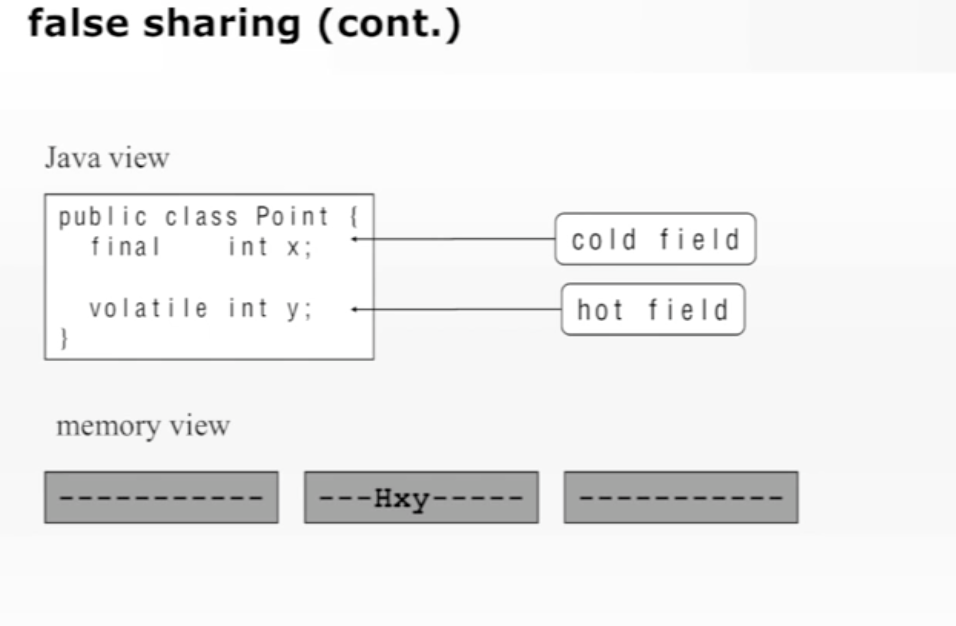 false sharing (cont.)
Java view
public class Point {
final int x;
cold field
volatile int y;
hot field
}
memory view
-----------
---Hxy-----
-----------